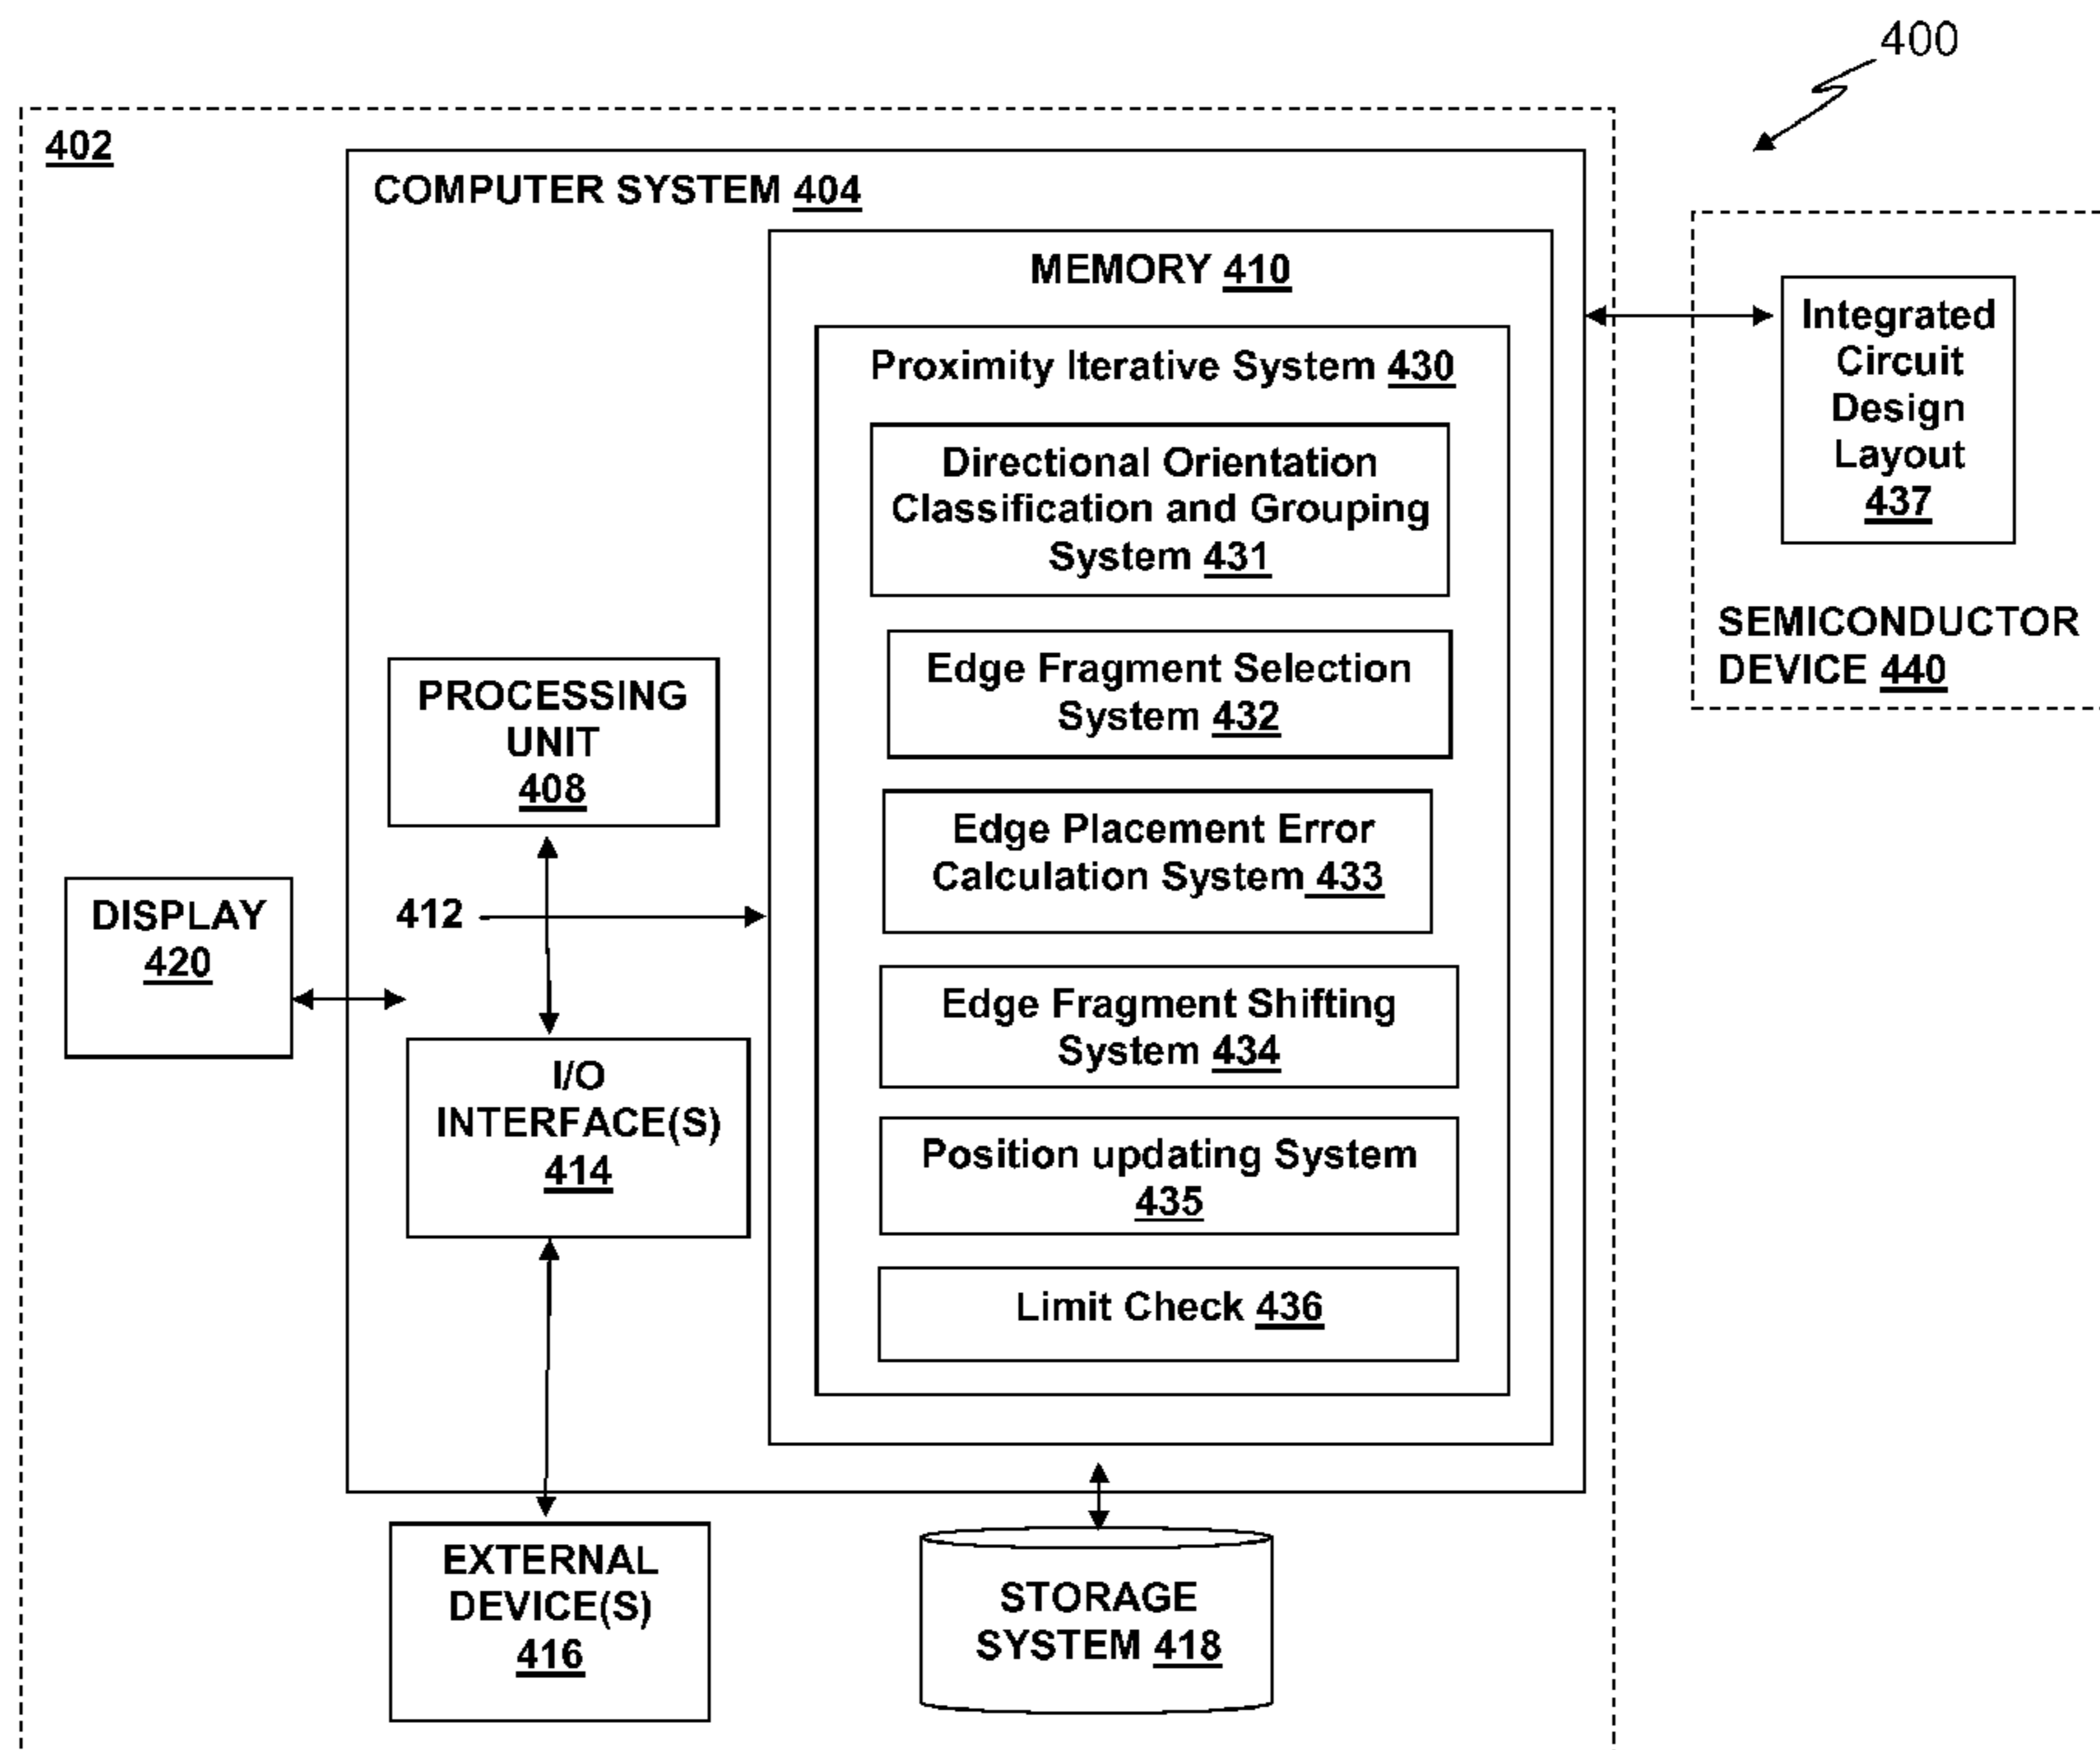 400
402
COMPUTER SYSTEM 404
MEMORY 410
Proximity Iterative System 430
Directional Orientation
Classification and Grouping
System 431
Edge Fragment Selection
System 432
Edge Placement Error
Calculation System 433
Edge Fragment Shifting
System 434
Position updating System
435
Limit Check 436
PROCESSING
UNIT
408
412
I/O
INTERFACE(S)
414
DISPLAY
420
EXTERNAL
DEVICE(S)
416
STORAGE
SYSTEM 418
Integrated
Circuit
Design
Layout
437
SEMICONDUCTOR
DEVICE 440